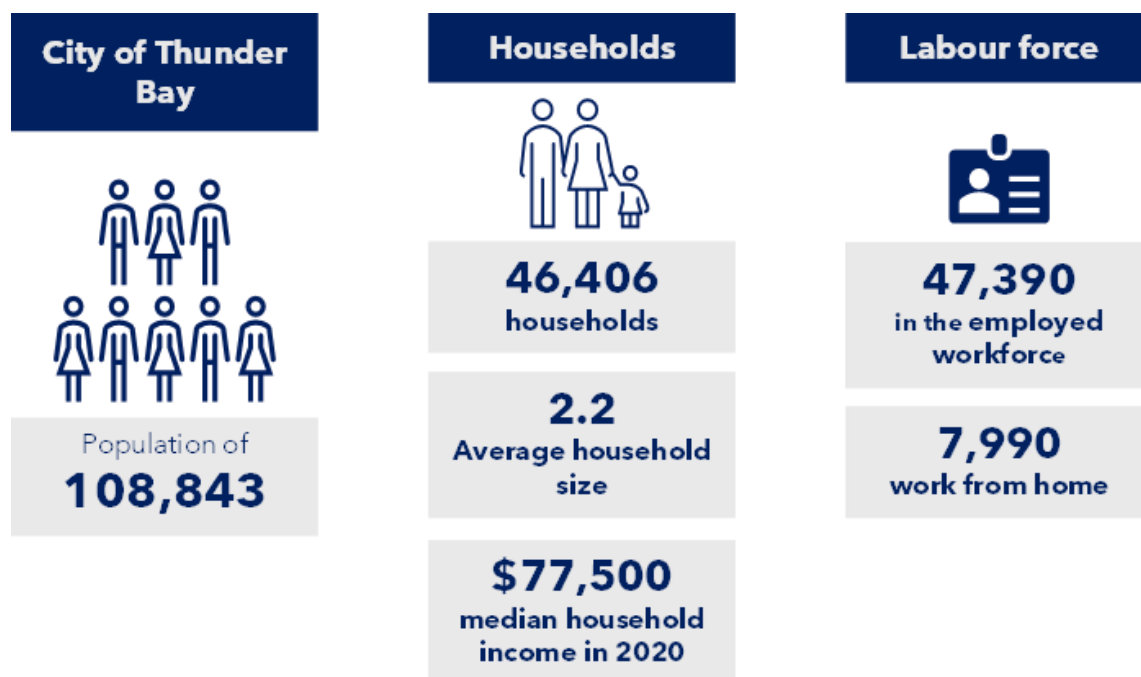 City of Thunder
Bay
Population of
108,843
Households
46,406
households
2.2
Average household
size
$77,500
median household
income in 2020
Labour force
47,390
in the employed
workforce
7,990
work from home